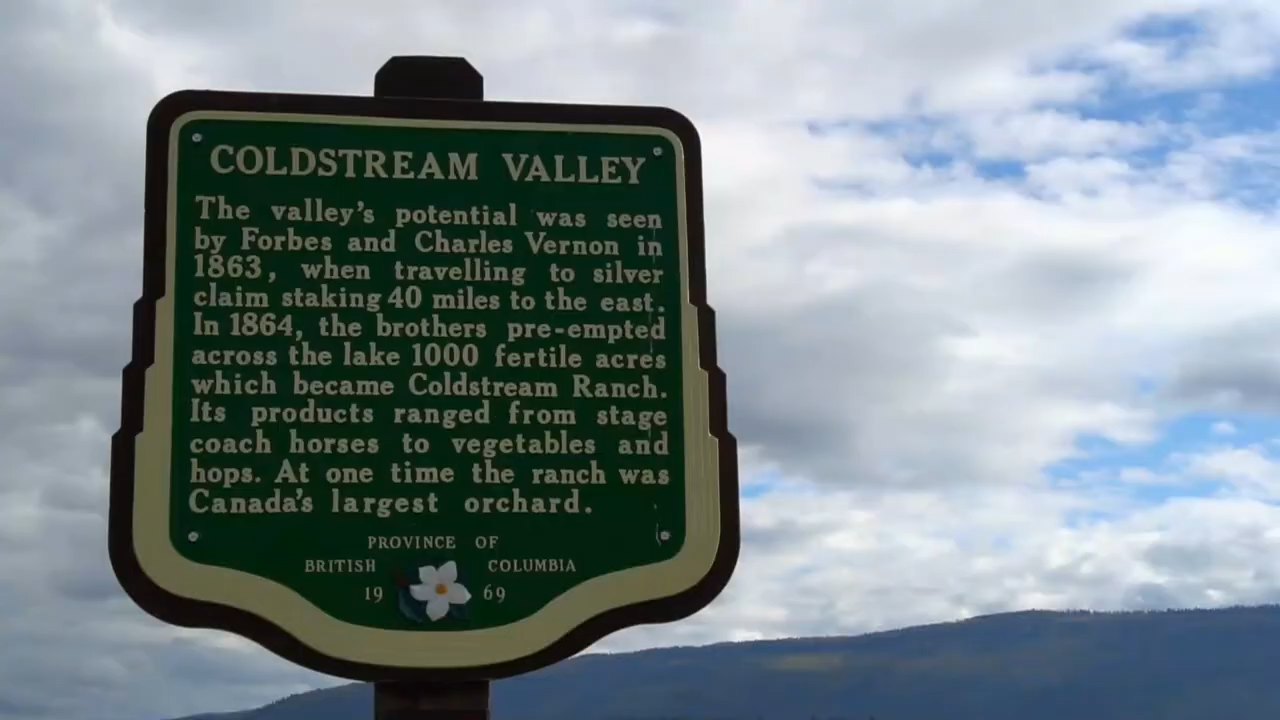 COLDSTREAM VALLEY
The valley's potential was seen
by Forbes and Charles Vernon in
1863, when travelling to silver
claim staking 40 miles to the east.
In 1864, the brothers pre-empted
across the lake 1000 fertile acres
which became Coldstream Ranch.
Its products ranged from stage
coach horses to vegetables and
hops. At one time the ranch was
Canada's largest orchard.
PROVINCE OF
BRITISH COLUMBIA
19 69